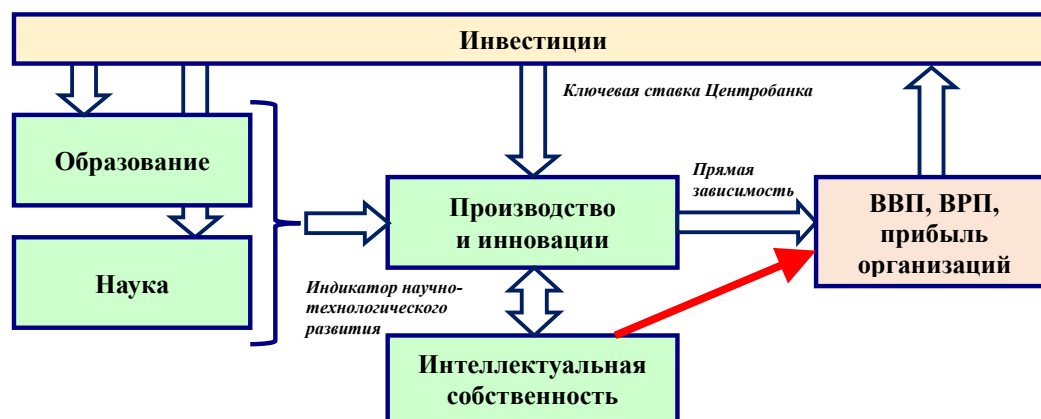 Инвестиции
Ключевая ставка Центробанка
Образование
Наука
Производство
и инновации
Прямая
зависимость
ВВП, ВРП,
прибыль
организаций
Индикатор научно-
технологического
развития
Интеллектуальная
собственность